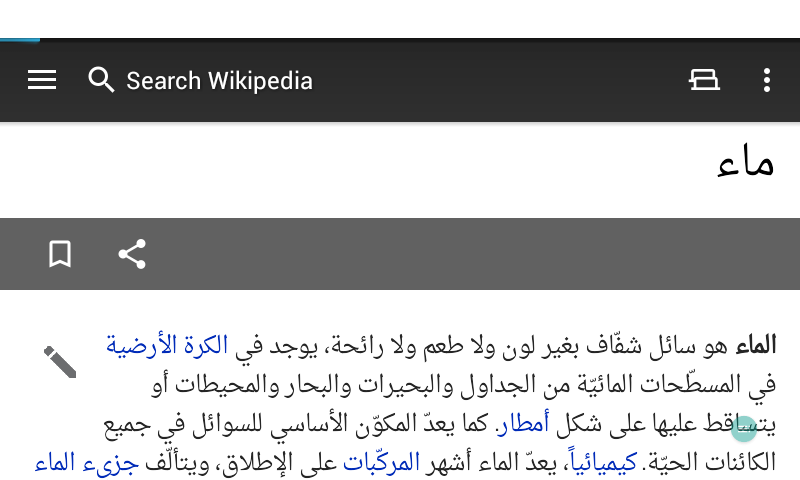 Search Wikipedia
ماء
الماء هو سائل شفّاف بغير لون ولا طعم ولا رائحة، يوجد في الكرة الأرضية
في المسطّحات المائيّة من الجداول والبحيرات والبحار والمحيطات أو
يتساقط عليها على شكل أمطار. كما يعدّ المكوّن الأساسي للسوائل في جميع
الكائنات الحيّة. كيميائياً، يعدّ الماء أشهر المركّبات على الإطلاق، ويتألّف جزيء الماء